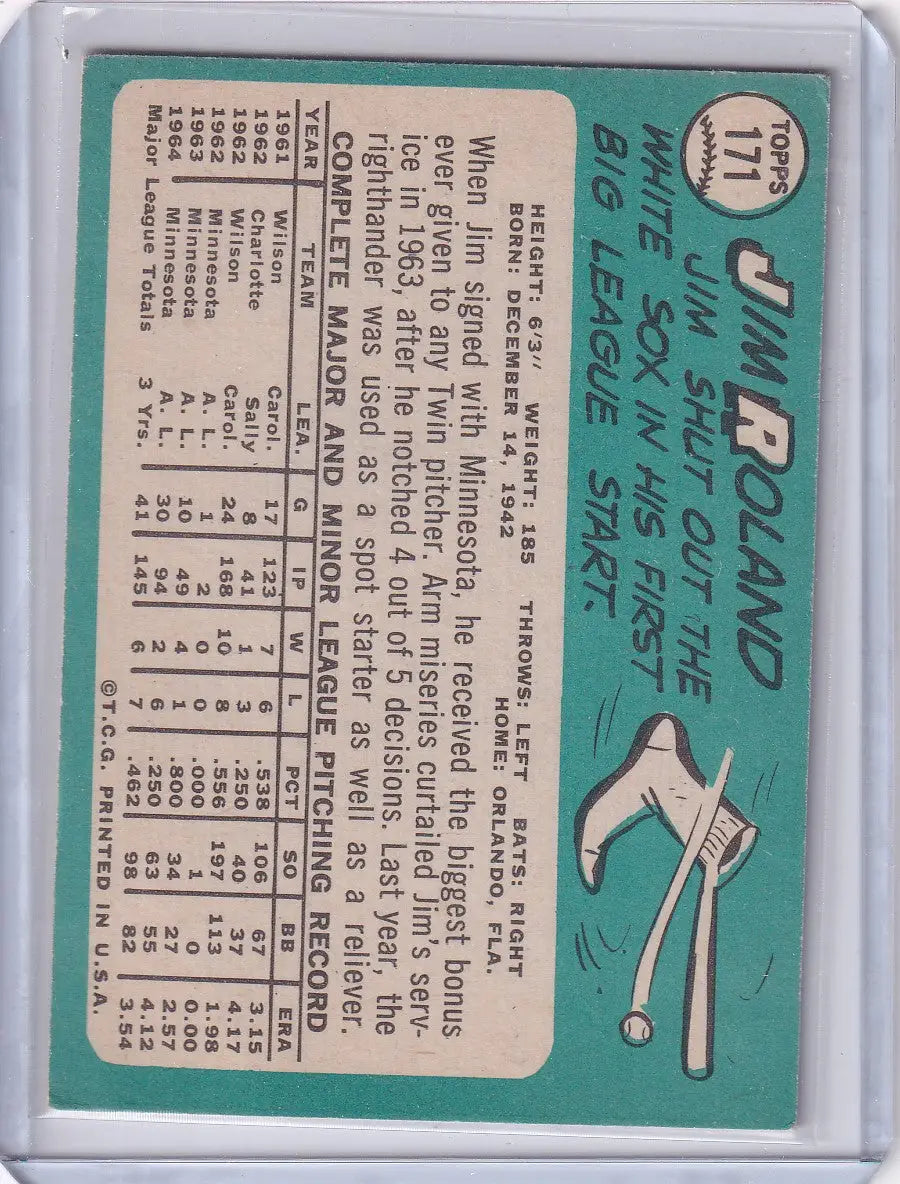 TOPPS
171
JIM ROLAND
JIM SHUT OUT THE
WHITE SOX IN HIS FIRST
BIG LEAGUE START.
HEIGHT: 6'3" WEIGHT: 185 THROWS: LEFT BATS: RIGHT
BORN: DECEMBER 14, 1942 HOME: ORLANDO, FLA.
When Jim signed with Minnesota, he received the biggest bonus
ever given to any Twin pitcher. Arm miseries curtailed Jim's serv-
ice in 1963, after he notched 4 out of 5 decisions. Last year, the
righthander was used as a spot starter as well as a reliever.
COMPLETE MAJOR AND MINOR LEAGUE PITCHING RECORD
YEAR TEAM LEA. G IP W L PCT SO BB ERA
1961 Wilson Carol. 17 123 7 6 .538 106 67 3.15
1962 Charlotte Sally 8 41 1 3 .250 40 37 4.17
1962 Wilson Carol. 24 168 10 8 .556 197 113 1.98
1962 Minnesota A. L. 1 2 0 0 .000 1 0 0.00
1963 Minnesota A. L. 10 49 4 1 .800 34 27 2.57
1964 Minnesota A. L. 30 94 2 6 .250 63 55 4.12
Major League Totals 3 Yrs. 41 145 6 7 .462 98 82 3.54
©T.C.G. PRINTED IN U.S.A.